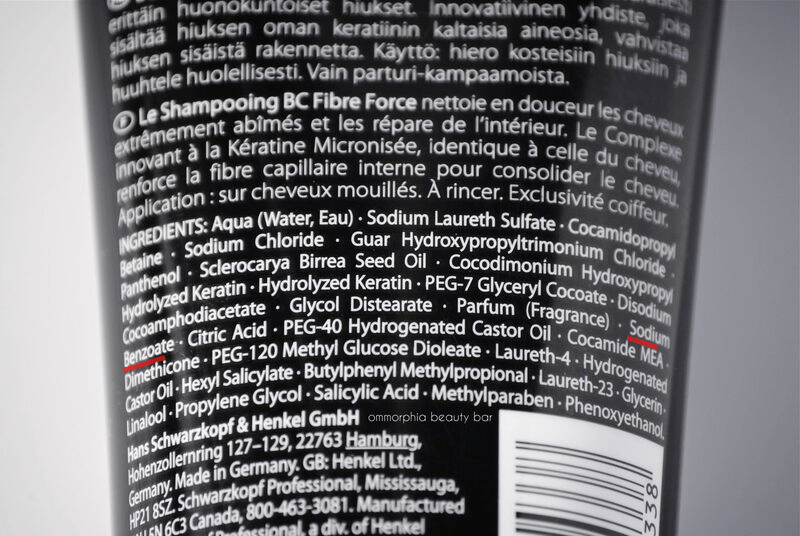 erittäin huonokuntoiset hiukset. Innovatiivinen yhdiste, joka
sisältää hiuksen oman keratiinin kaltaisia aineosia, vahvistaa
hiuksen sisäistä rakennetta. Käyttö: hiero kosteisiin hiuksiin ja
huuhtele huolellisesti. Vain parturi-kampaamoista.
F Le Shampooing BC Fibre Force nettoie en douceur les cheveux
extrêmement abîmés et les répare de l'intérieur. Le Complexe
innovant à la Kératine Micronisée, identique à celle du cheveu,
renforce la fibre capillaire interne pour consolider le cheveu.
Application : sur cheveux mouillés. À rincer. Exclusivité coiffeur.
INGREDIENTS: Aqua (Water, Eau) · Sodium Laureth Sulfate · Cocamidopropyl
Betaine · Sodium Chloride · Guar Hydroxypropyltrimonium Chloride ·
Panthenol · Sclerocarya Birrea Seed Oil · Cocodimonium Hydroxypropyl
Hydrolyzed Keratin · Hydrolyzed Keratin · PEG-7 Glyceryl Cocoate · Disodium
Cocoamphodiacetate · Glycol Distearate · Parfum (Fragrance) · Sodium
Benzoate · Citric Acid · PEG-40 Hydrogenated Castor Oil · Cocamide MEA ·
Dimethicone · PEG-120 Methyl Glucose Dioleate · Laureth-4 · Hydrogenated
Castor Oil · Hexyl Salicylate · Butylphenyl Methylpropional · Laureth-23 · Glycerin ·
Linalool · Propylene Glycol · Salicylic Acid · Methylparaben · Phenoxyethanol.
Hans Schwarzkopf & Henkel GmbH
ommorphia beauty bar
Hohenzollernring 127–129, 22763 Hamburg,
Germany. Made in Germany. GB: Henkel Ltd.,
HP21 8SZ. Schwarzkopf Professional, Mississauga,
6C3 Canada, 800-463-3081. Manufactured
Professional, a div. of Henkel
338